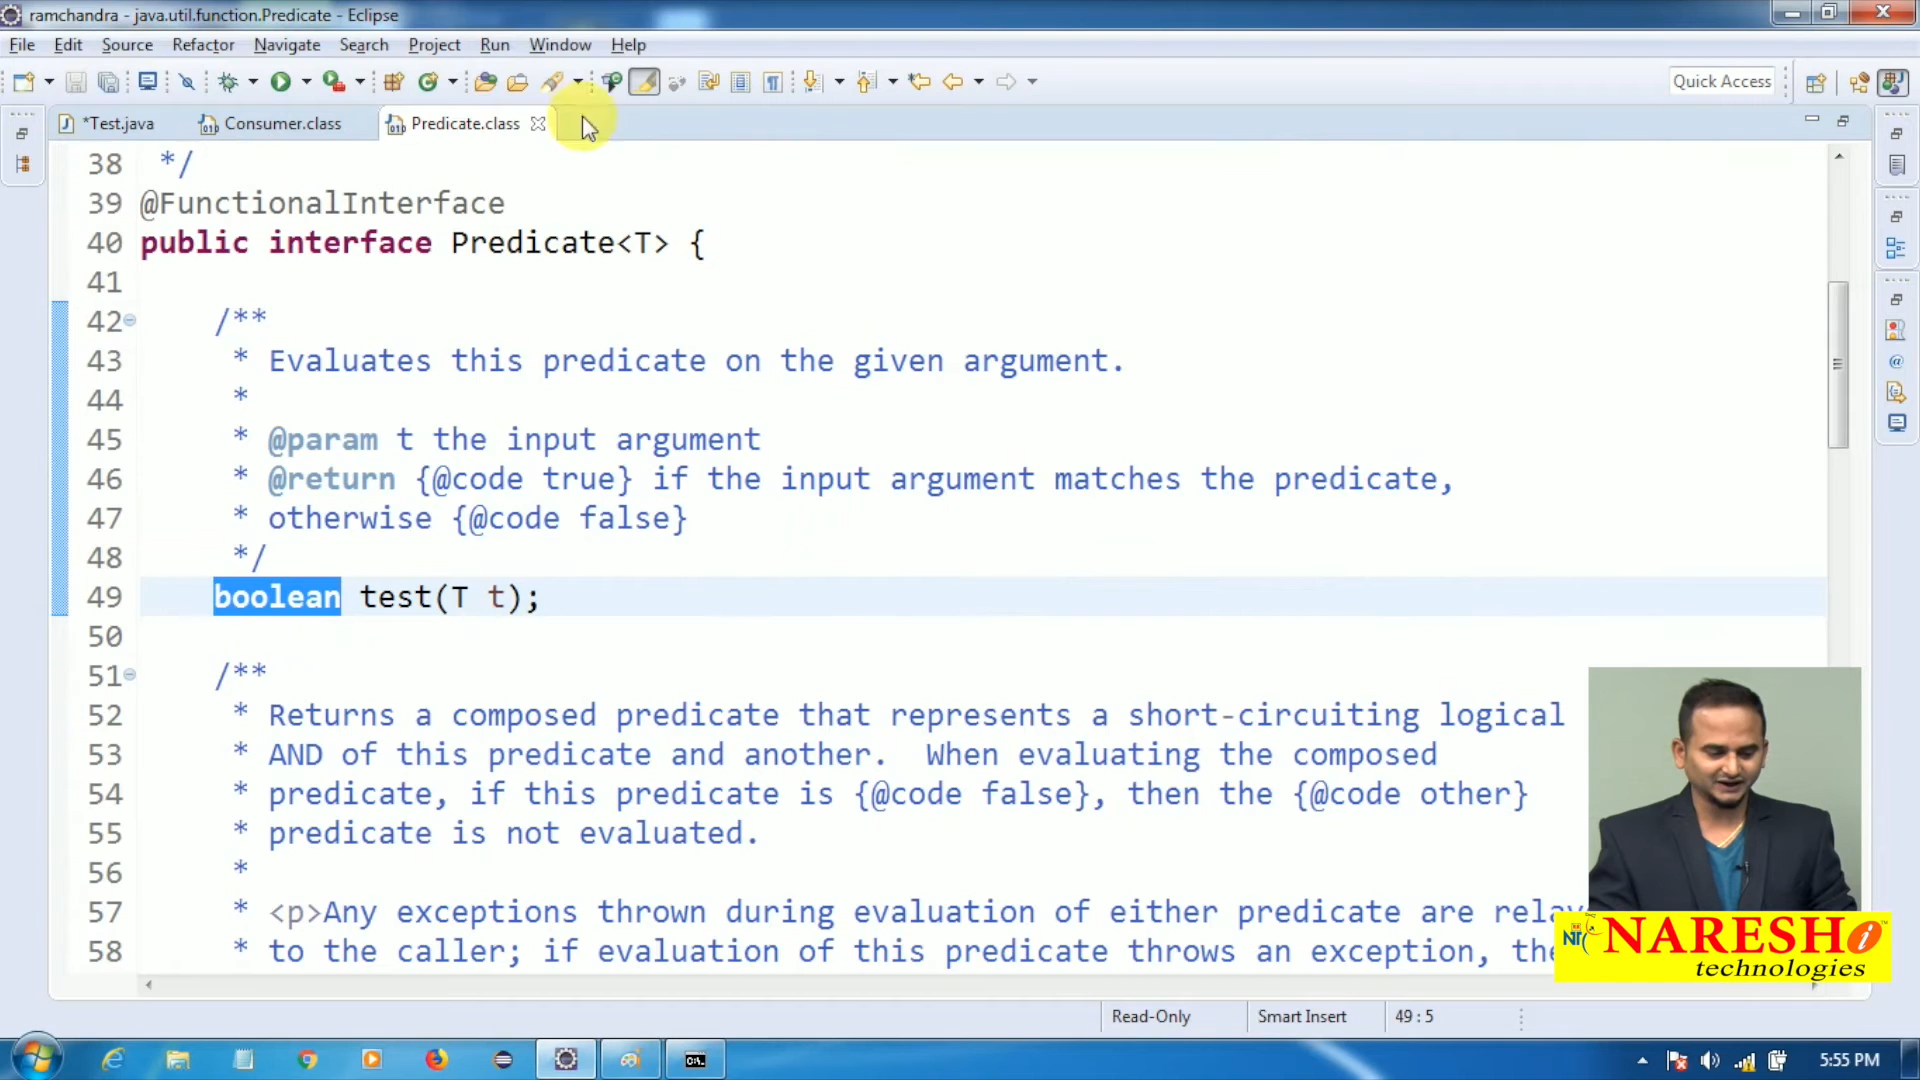 ramchandra - java.util.function.Predicate - Eclipse
File Edit Source Refactor Navigate Search Project Run Window Help
Quick Access
*Test.java Consumer.class Predicate.class
38 */
39 @FunctionalInterface
40 public interface Predicate<T> {
41
42 /**
43 * Evaluates this predicate on the given argument.
44 *
45 * @param t the input argument
46 * @return {@code true} if the input argument matches the predicate,
47 * otherwise {@code false}
48 */
49 boolean test(T t);
50
51 /**
52 * Returns a composed predicate that represents a short-circuiting logical
53 * AND of this predicate and another.  When evaluating the composed
54 * predicate, if this predicate is {@code false}, then the {@code other}
55 * predicate is not evaluated.
56 *
57 * <p>Any exceptions thrown during evaluation of either predicate are relay
58 * to the caller; if evaluation of this predicate throws an exception, the
NARESH i
technologies
Read-Only Smart Insert 49 : 5
5:55 PM